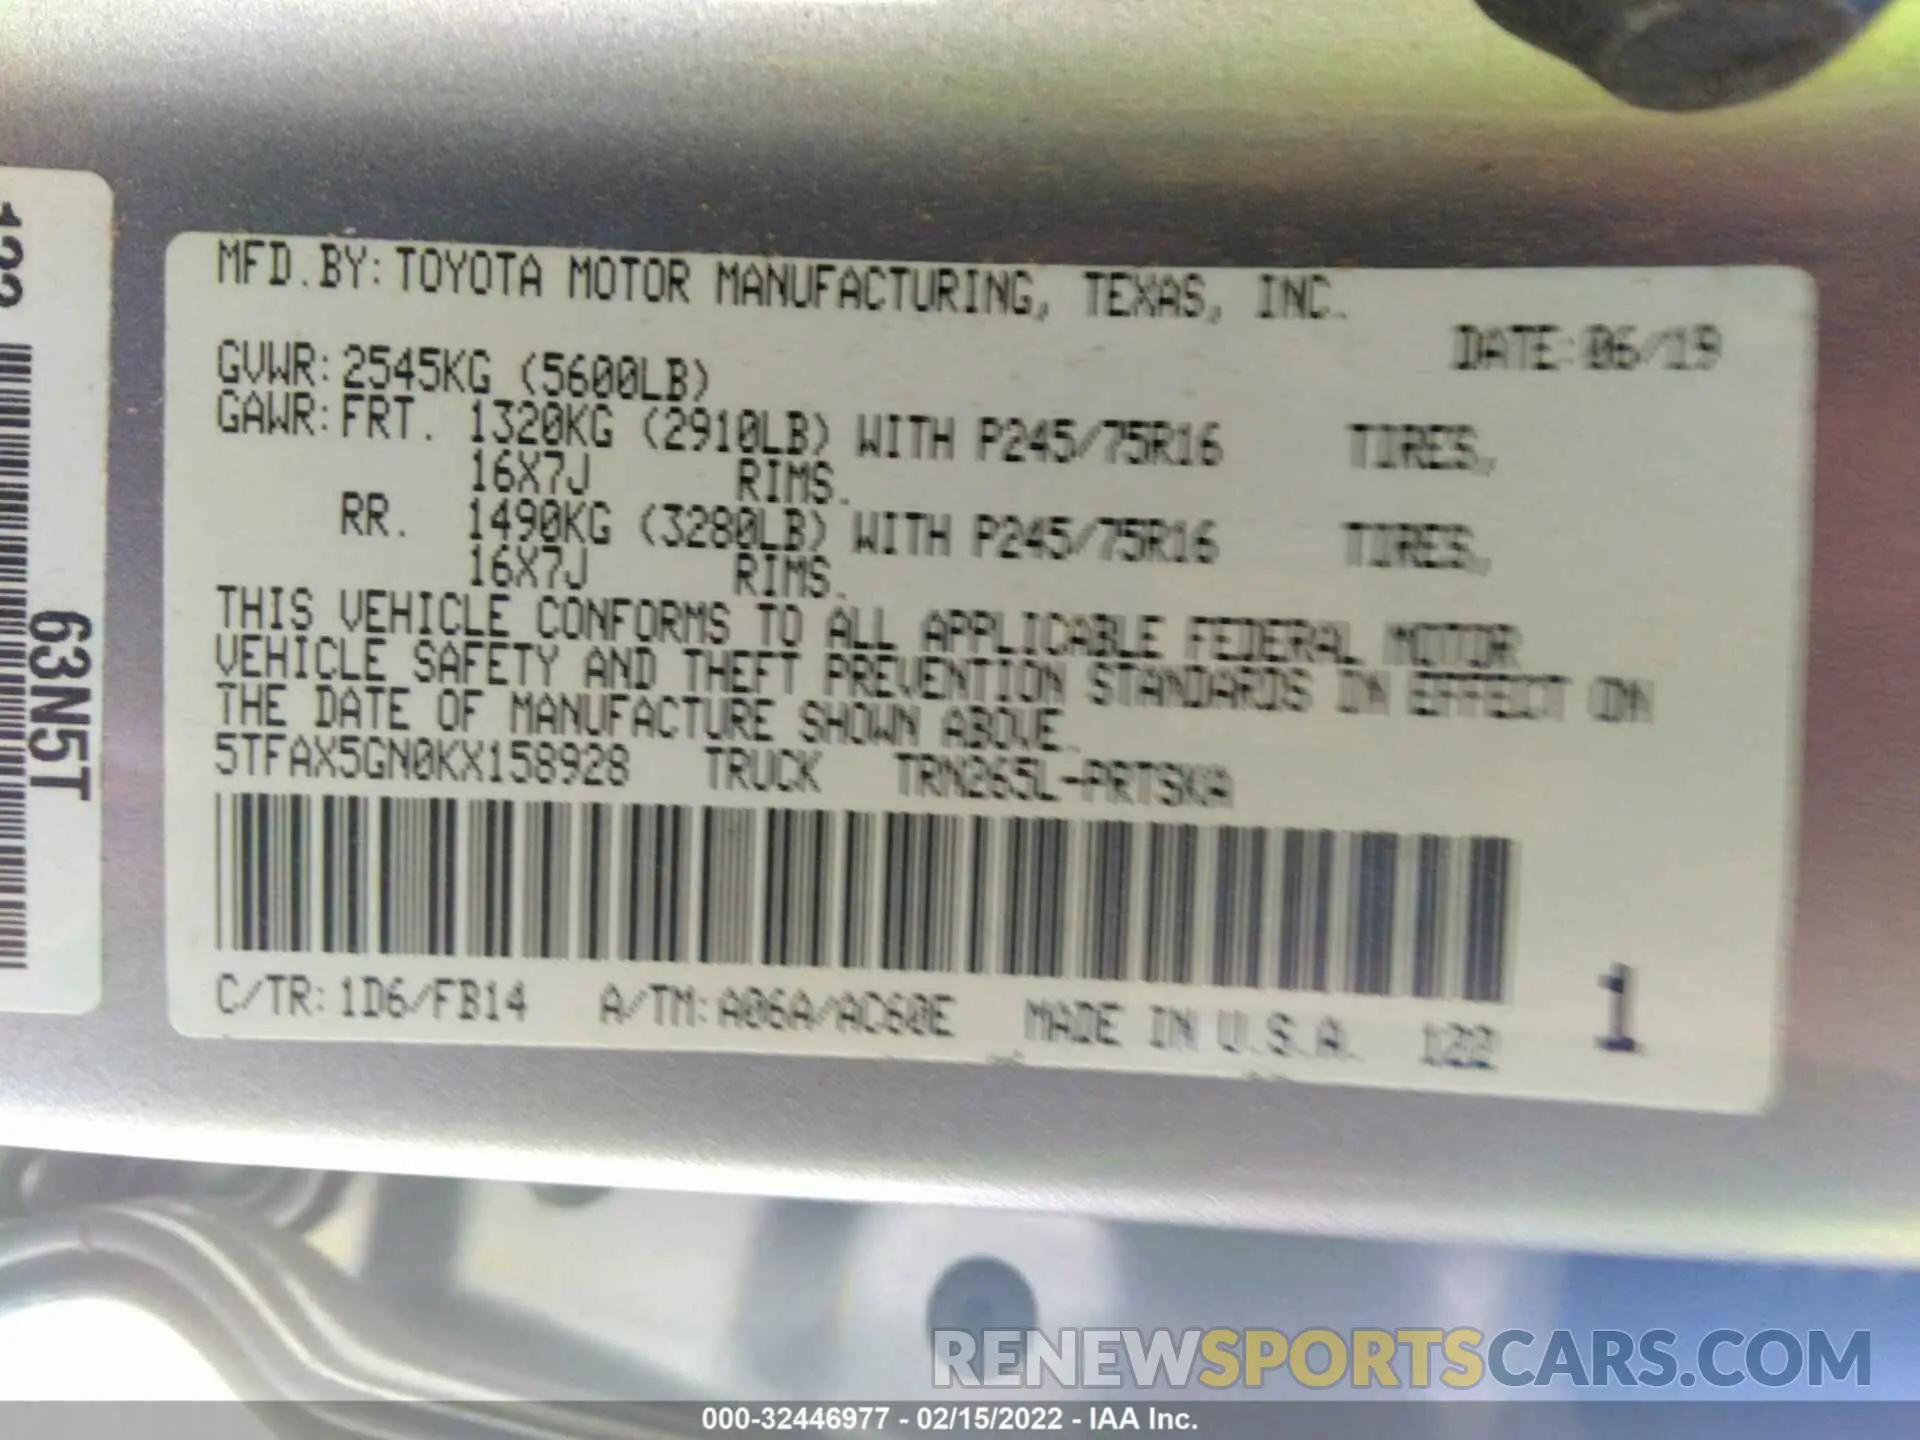 MFD.BY:TOYOTA MOTOR MANUFACTURING, TEXAS, INC.
DATE:06/19
GVWR:2545KG (5600LB)
GAWR:FRT. 1320KG (2910LB) WITH P245/75R16 TIRES,
16X7J RIMS.
RR. 1490KG (3280LB) WITH P245/75R16 TIRES,
16X7J RIMS.
THIS VEHICLE CONFORMS TO ALL APPLICABLE FEDERAL MOTOR
VEHICLE SAFETY AND THEFT PREVENTION STANDARDS IN EFFECT ON
THE DATE OF MANUFACTURE SHOWN ABOVE.
5TFAX5GN0KX158928 TRUCK TRN265L-PRTSKA
C/TR:1D6/FB14 A/TM:A06A/AC60E MADE IN U.S.A. 122
1
63N5T
RENEWSPORTSCARS.COM
000-32446977 - 02/15/2022 - IAA Inc.